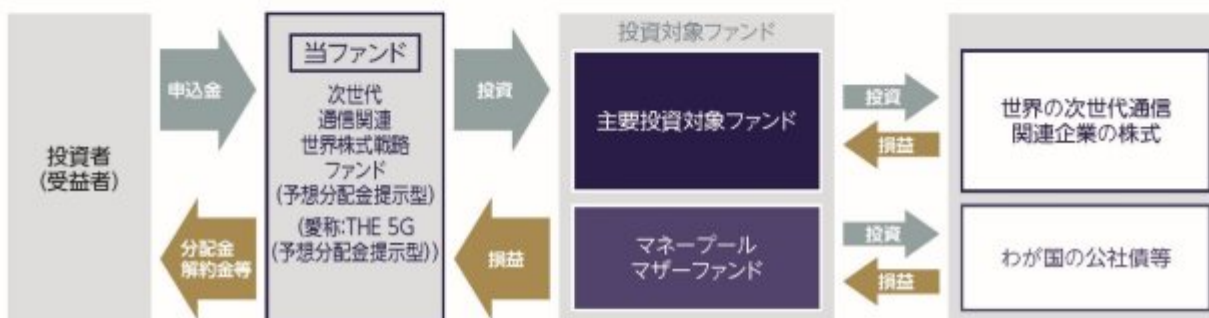 投資者
(受益者)
申込金
分配金
解約金等
当ファンド
次世代
通信関連
世界株式戦略
ファンド
(予想分配金提示型)
(愛称:THE 5G
(予想分配金提示型))
投資
損益
投資対象ファンド
主要投資対象ファンド
マネープール
マザーファンド
投資
損益
投資
損益
世界の次世代通信
関連企業の株式
わが国の公社債等